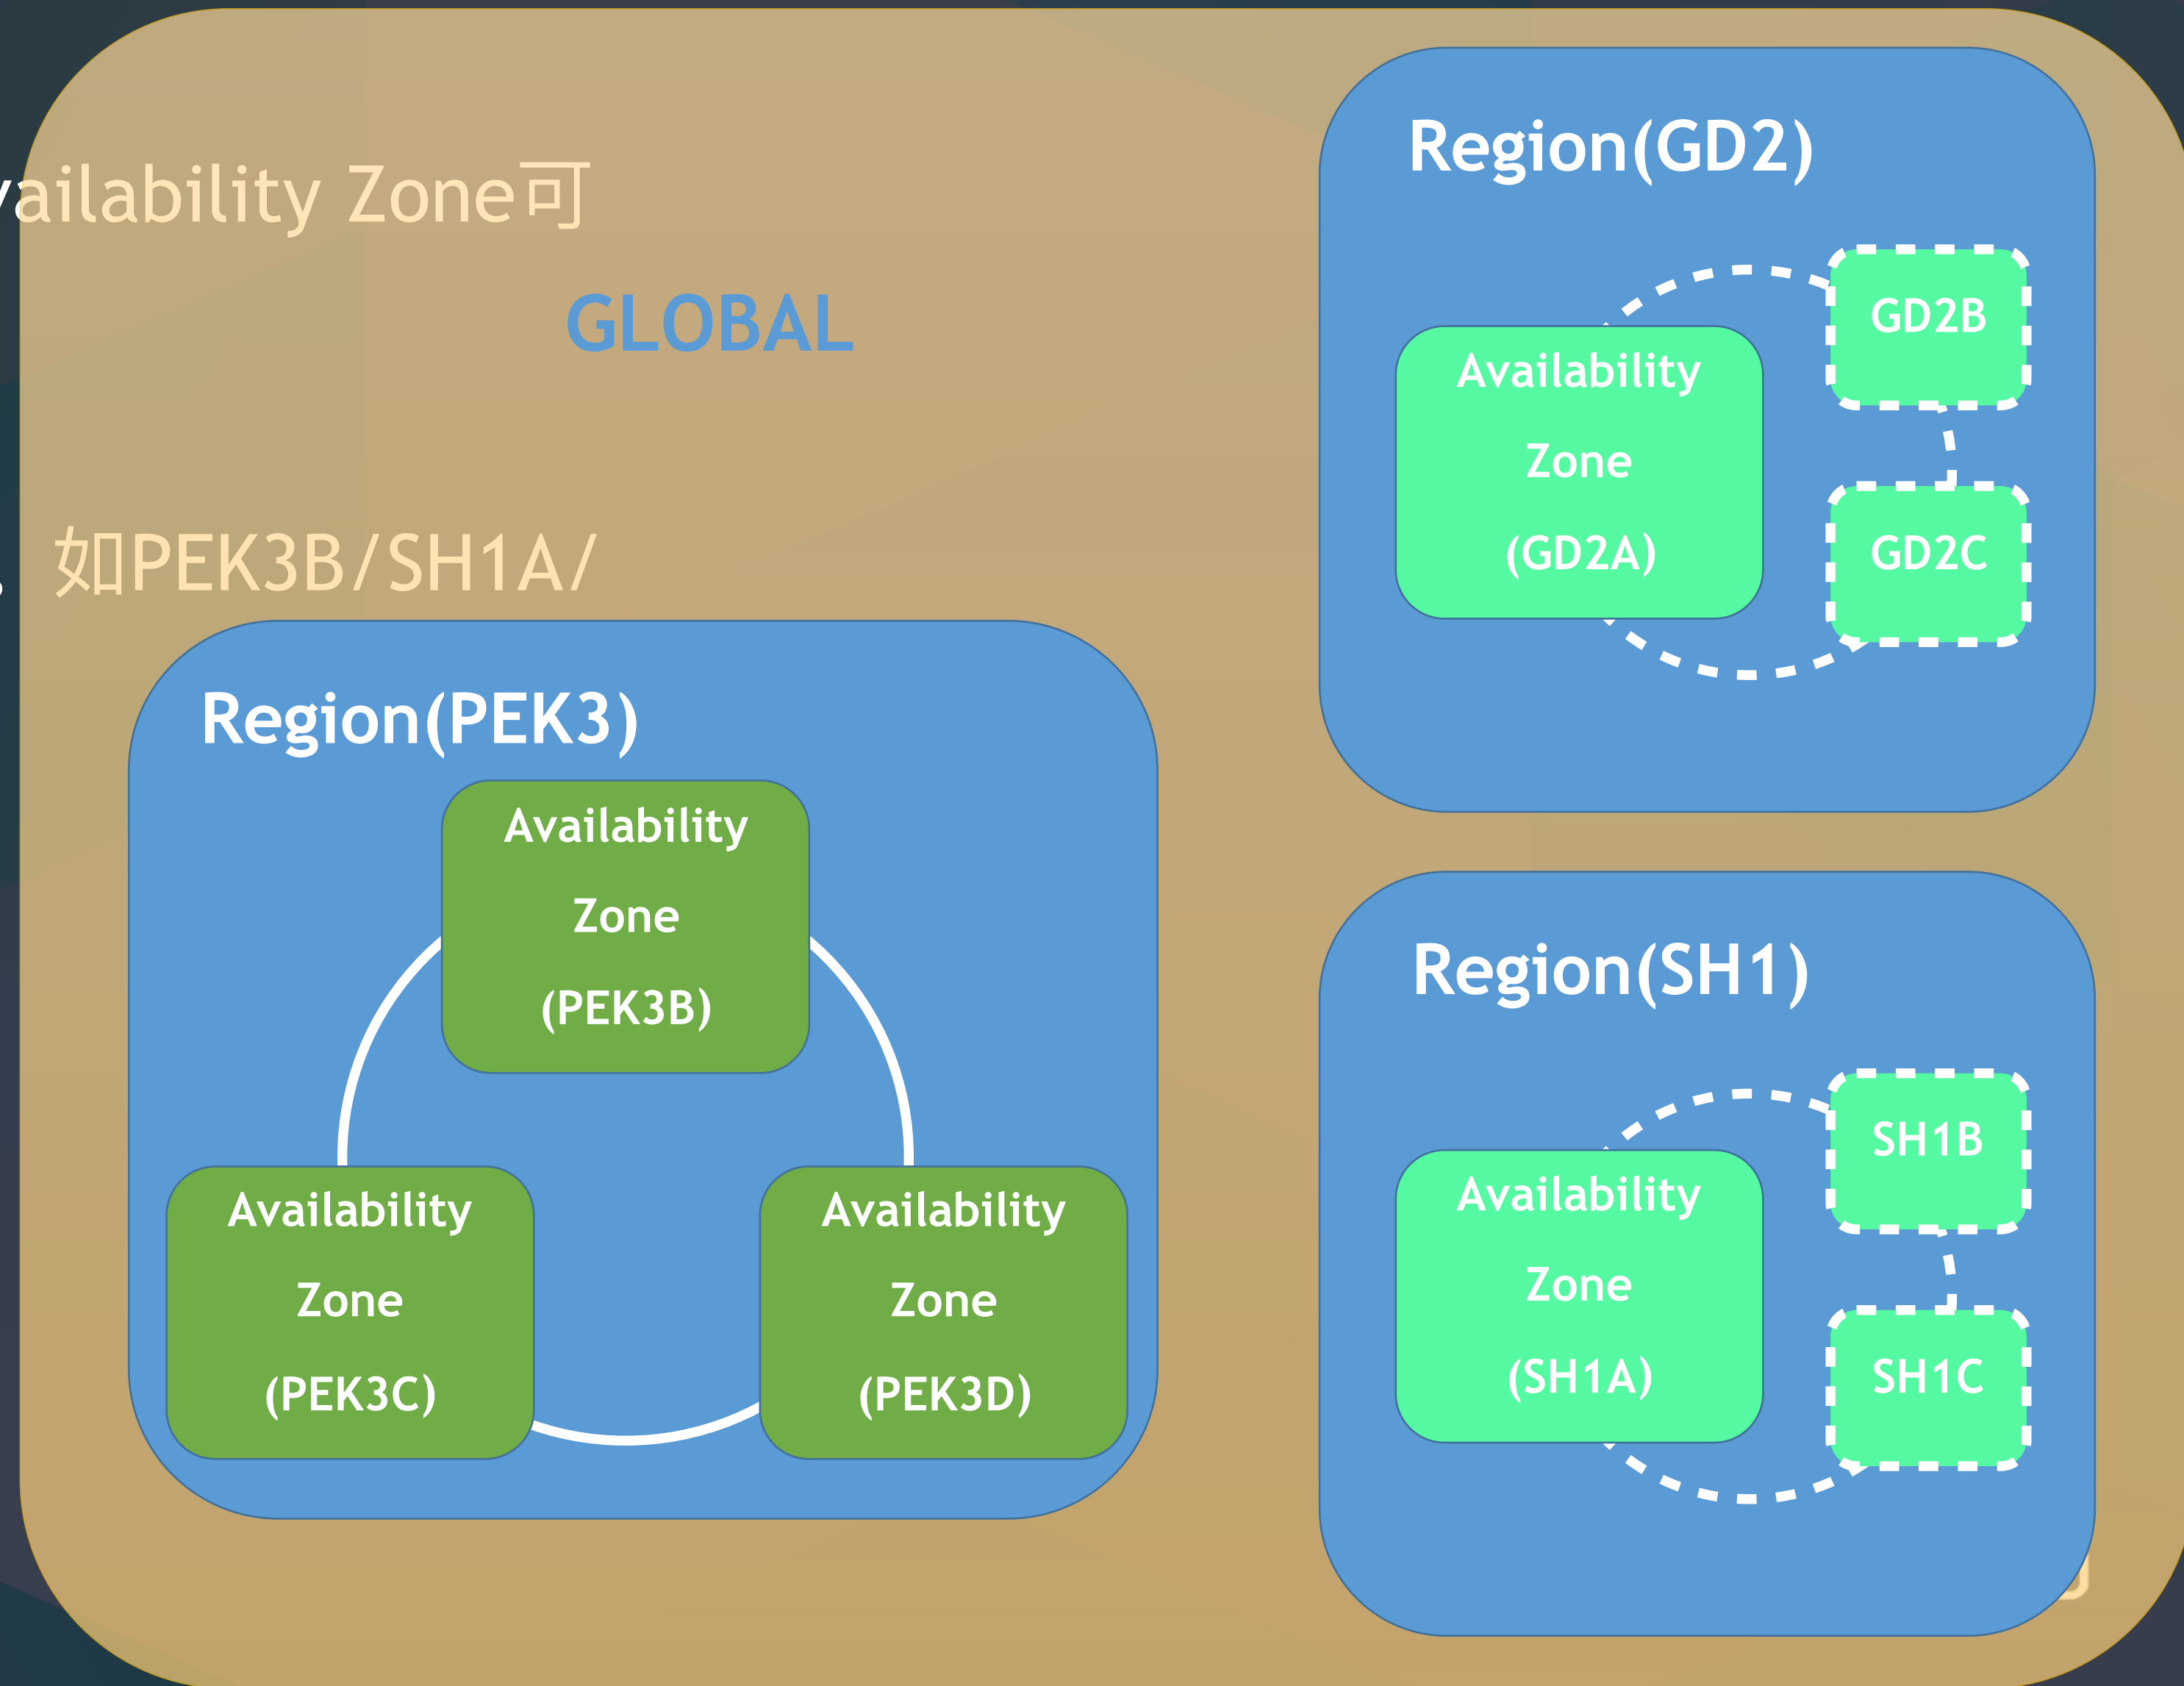 ailability Zone可
GLOBAL
如PEK3B/SH1A/
Region(PEK3)
Availability
Zone
(PEK3B)
Availability
Zone
(PEK3C)
Availability
Zone
(PEK3D)
Region(GD2)
Availability
Zone
(GD2A)
GD2B
GD2C
Region(SH1)
Availability
Zone
(SH1A)
SH1B
SH1C